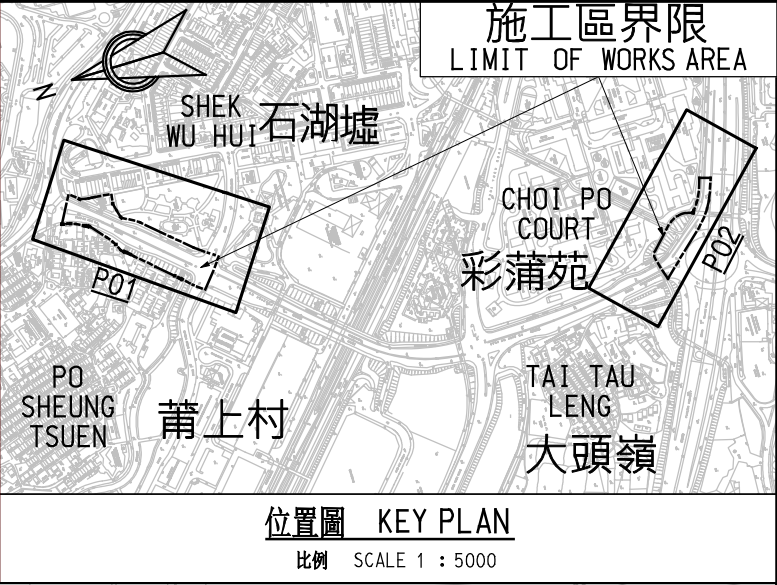 施工區界限
LIMIT OF WORKS AREA
N
SHEK
WU HUI
石湖墟
CHOI PO
COURT
彩蒲苑
P01
P02
PO
SHEUNG
TSUEN
莆上村
TAI TAU
LENG
大頭嶺
位置圖 KEY PLAN
比例 SCALE 1 : 5000